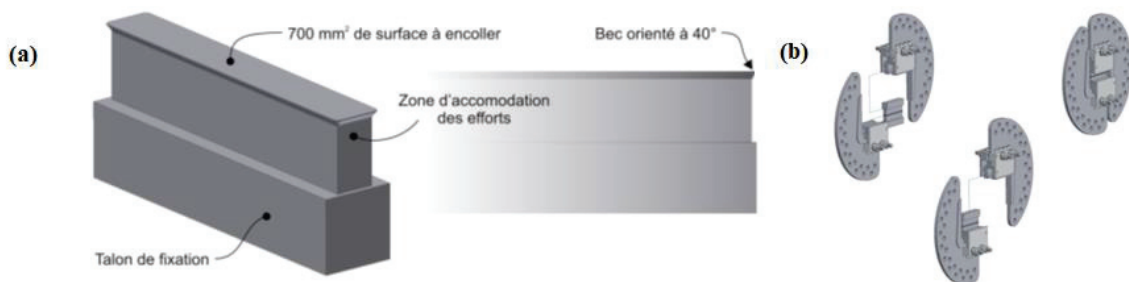 (a)
700 mm² de surface à encoller
Bec orienté à 40°
(b)
Zone d'accomodation
des efforts
Talon de fixation